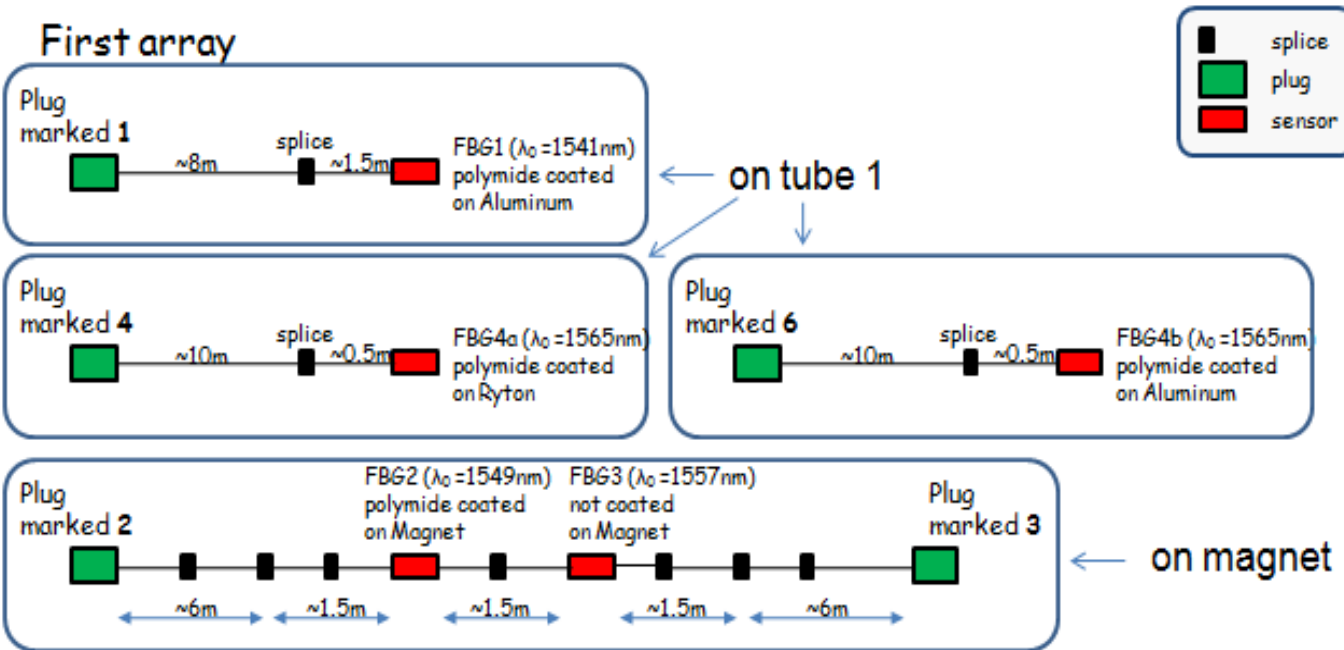 First array
splice
plug
sensor
Plug
marked 1
~8m
splice
~1.5m
FBG1 (λ₀ =1541nm)
polymide coated
on Aluminum
on tube 1
Plug
marked 4
~10m
splice
~0.5m
FBG4a (λ₀ =1565nm)
polymide coated
on Ryton
Plug
marked 6
~10m
splice
~0.5m
FBG4b (λ₀ =1565nm)
polymide coated
on Aluminum
Plug
marked 2
FBG2 (λ₀ =1549nm)
polymide coated
on Magnet
FBG3 (λ₀ =1557nm)
not coated
on Magnet
Plug
marked 3
~6m
~1.5m
~1.5m
~1.5m
~6m
on magnet